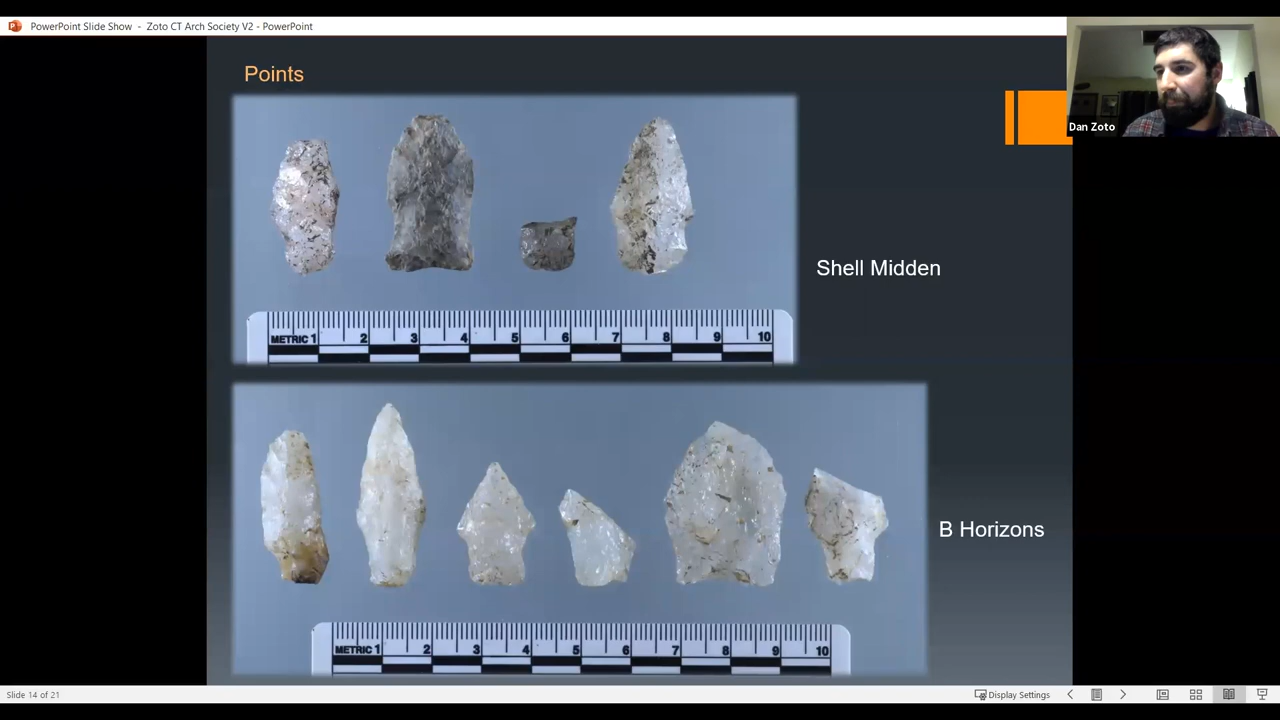 PowerPoint Slide Show - Zoto CT Arch Society V2 - PowerPoint
Points
Dan Zoto
Shell Midden
METRIC 1 2 3 4 5 6 7 8 9 10
B Horizons
METRIC 1 2 3 4 5 6 7 8 9 10
Slide 14 of 21
Display Settings